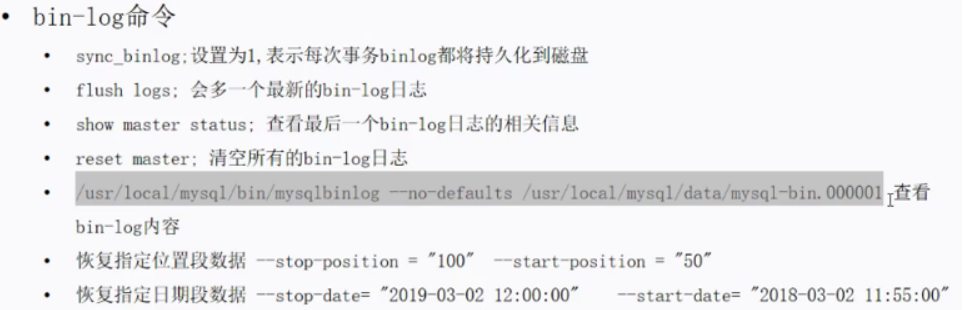 • bin-log命令
• sync_binlog;设置为1,表示每次事务binlog都将持久化到磁盘
• flush logs; 会多一个最新的bin-log日志
• show master status; 查看最后一个bin-log日志的相关信息
• reset master; 清空所有的bin-log日志
• /usr/local/mysql/bin/mysqlbinlog --no-defaults /usr/local/mysql/data/mysql-bin.000001 查看
bin-log内容
• 恢复指定位置段数据 --stop-position = "100" --start-position = "50"
• 恢复指定日期段数据 --stop-date= "2019-03-02 12:00:00" --start-date= "2018-03-02 11:55:00"